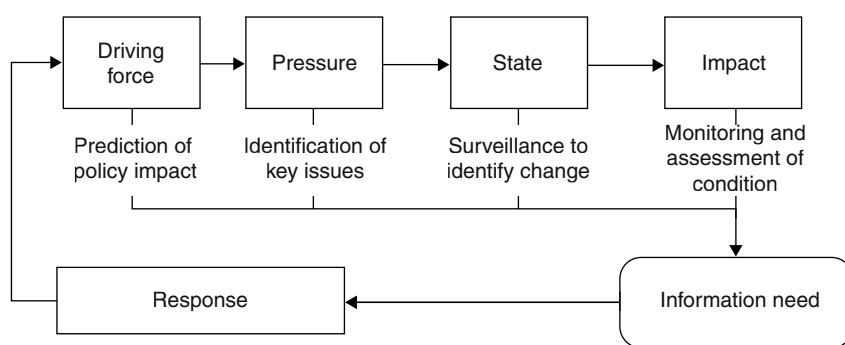 Driving
force
Pressure
State
Impact
Prediction of
policy impact
Identification of
key issues
Surveillance to
identify change
Monitoring and
assessment of
condition
Response
Information need